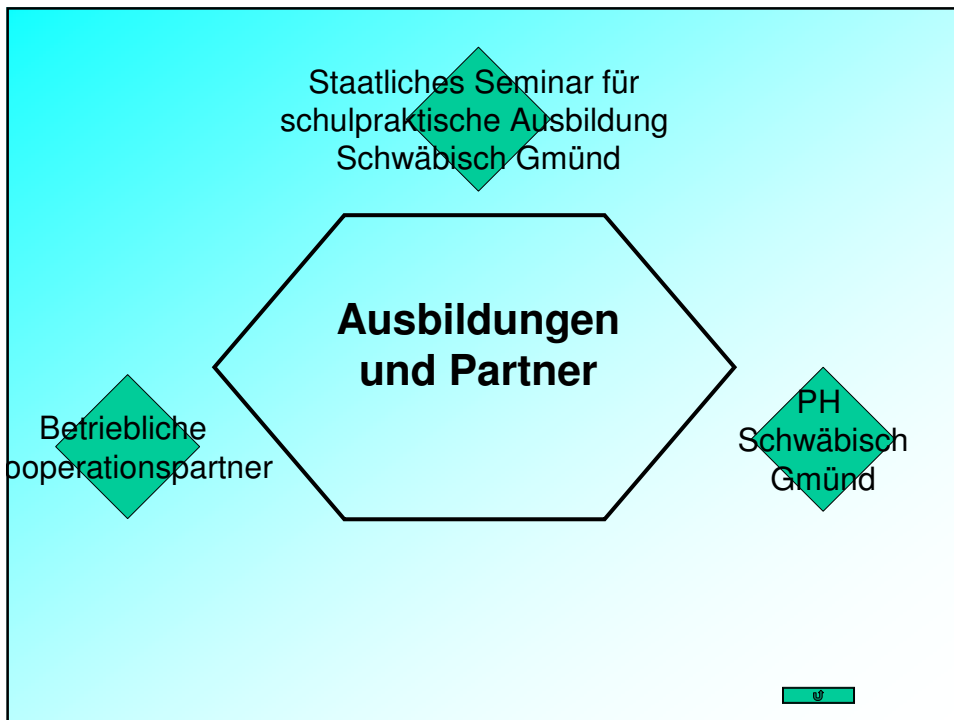 Staatliches Seminar für
schulpraktische Ausbildung
Schwäbisch Gmünd
Ausbildungen
und Partner
Betriebliche
ooperationspartner
PH
Schwäbisch
Gmünd